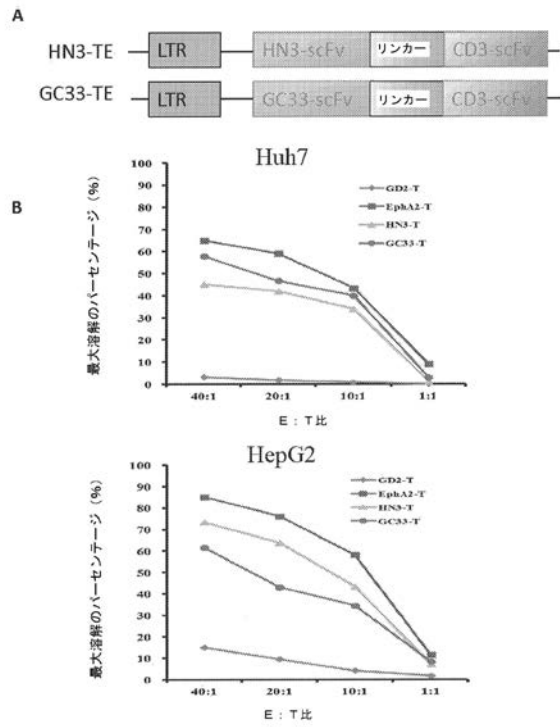 A
HN3-TE LTR HN3-scFv リンカー CD3-scFv
GC33-TE LTR GC33-scFv リンカー CD3-scFv
B
Huh7
最大溶解のパーセンテージ (%)
100
90
80
70
60
50
40
30
20
10
0
GD2-T
EphA2-T
HN3-T
GC33-T
40:1 20:1 10:1 1:1
E:T比
HepG2
最大溶解のパーセンテージ (%)
100
90
80
70
60
50
40
30
20
10
0
GD2-T
EphA2-T
HN3-T
GC33-T
40:1 20:1 10:1 1:1
E:T比